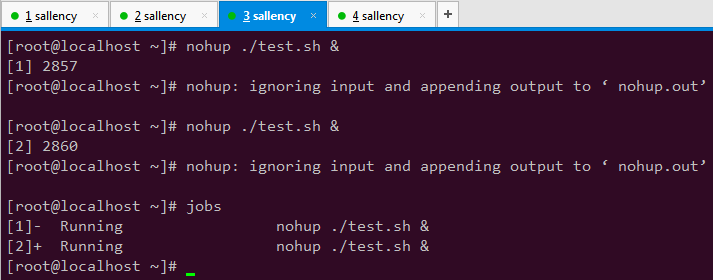 1 sallency × 2 sallency × 3 sallency × 4 sallency × +
[root@localhost ~]# nohup ./test.sh &
[1] 2857
[root@localhost ~]# nohup: ignoring input and appending output to ‘ nohup.out’
[root@localhost ~]# nohup ./test.sh &
[2] 2860
[root@localhost ~]# nohup: ignoring input and appending output to ‘ nohup.out’
[root@localhost ~]# jobs
[1]-  Running                 nohup ./test.sh &
[2]+  Running                 nohup ./test.sh &
[root@localhost ~]#